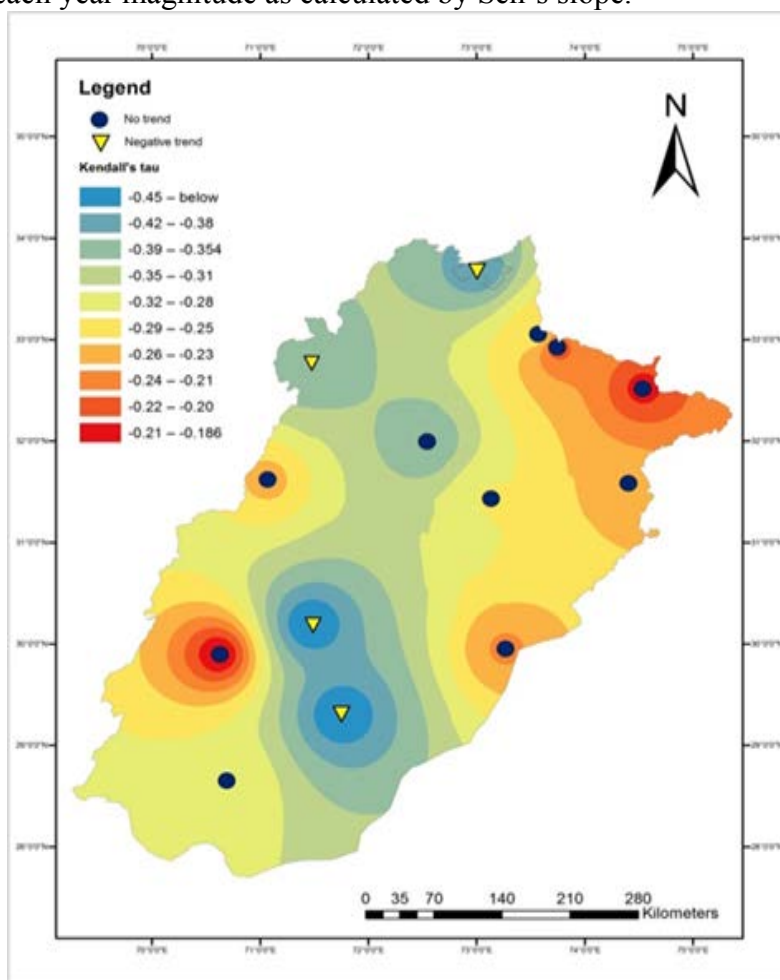 each year magnitude as calculated by Sen's slope.
Legend
No trend
Negative trend
Kendall's tau
-0.45 – below
-0.42 – -0.38
-0.39 – -0.354
-0.35 – -0.31
-0.32 – -0.28
-0.29 – -0.25
-0.26 – -0.23
-0.24 – -0.21
-0.22 – -0.20
-0.21 – -0.186
N
0 35 70 140 210 280
Kilometers